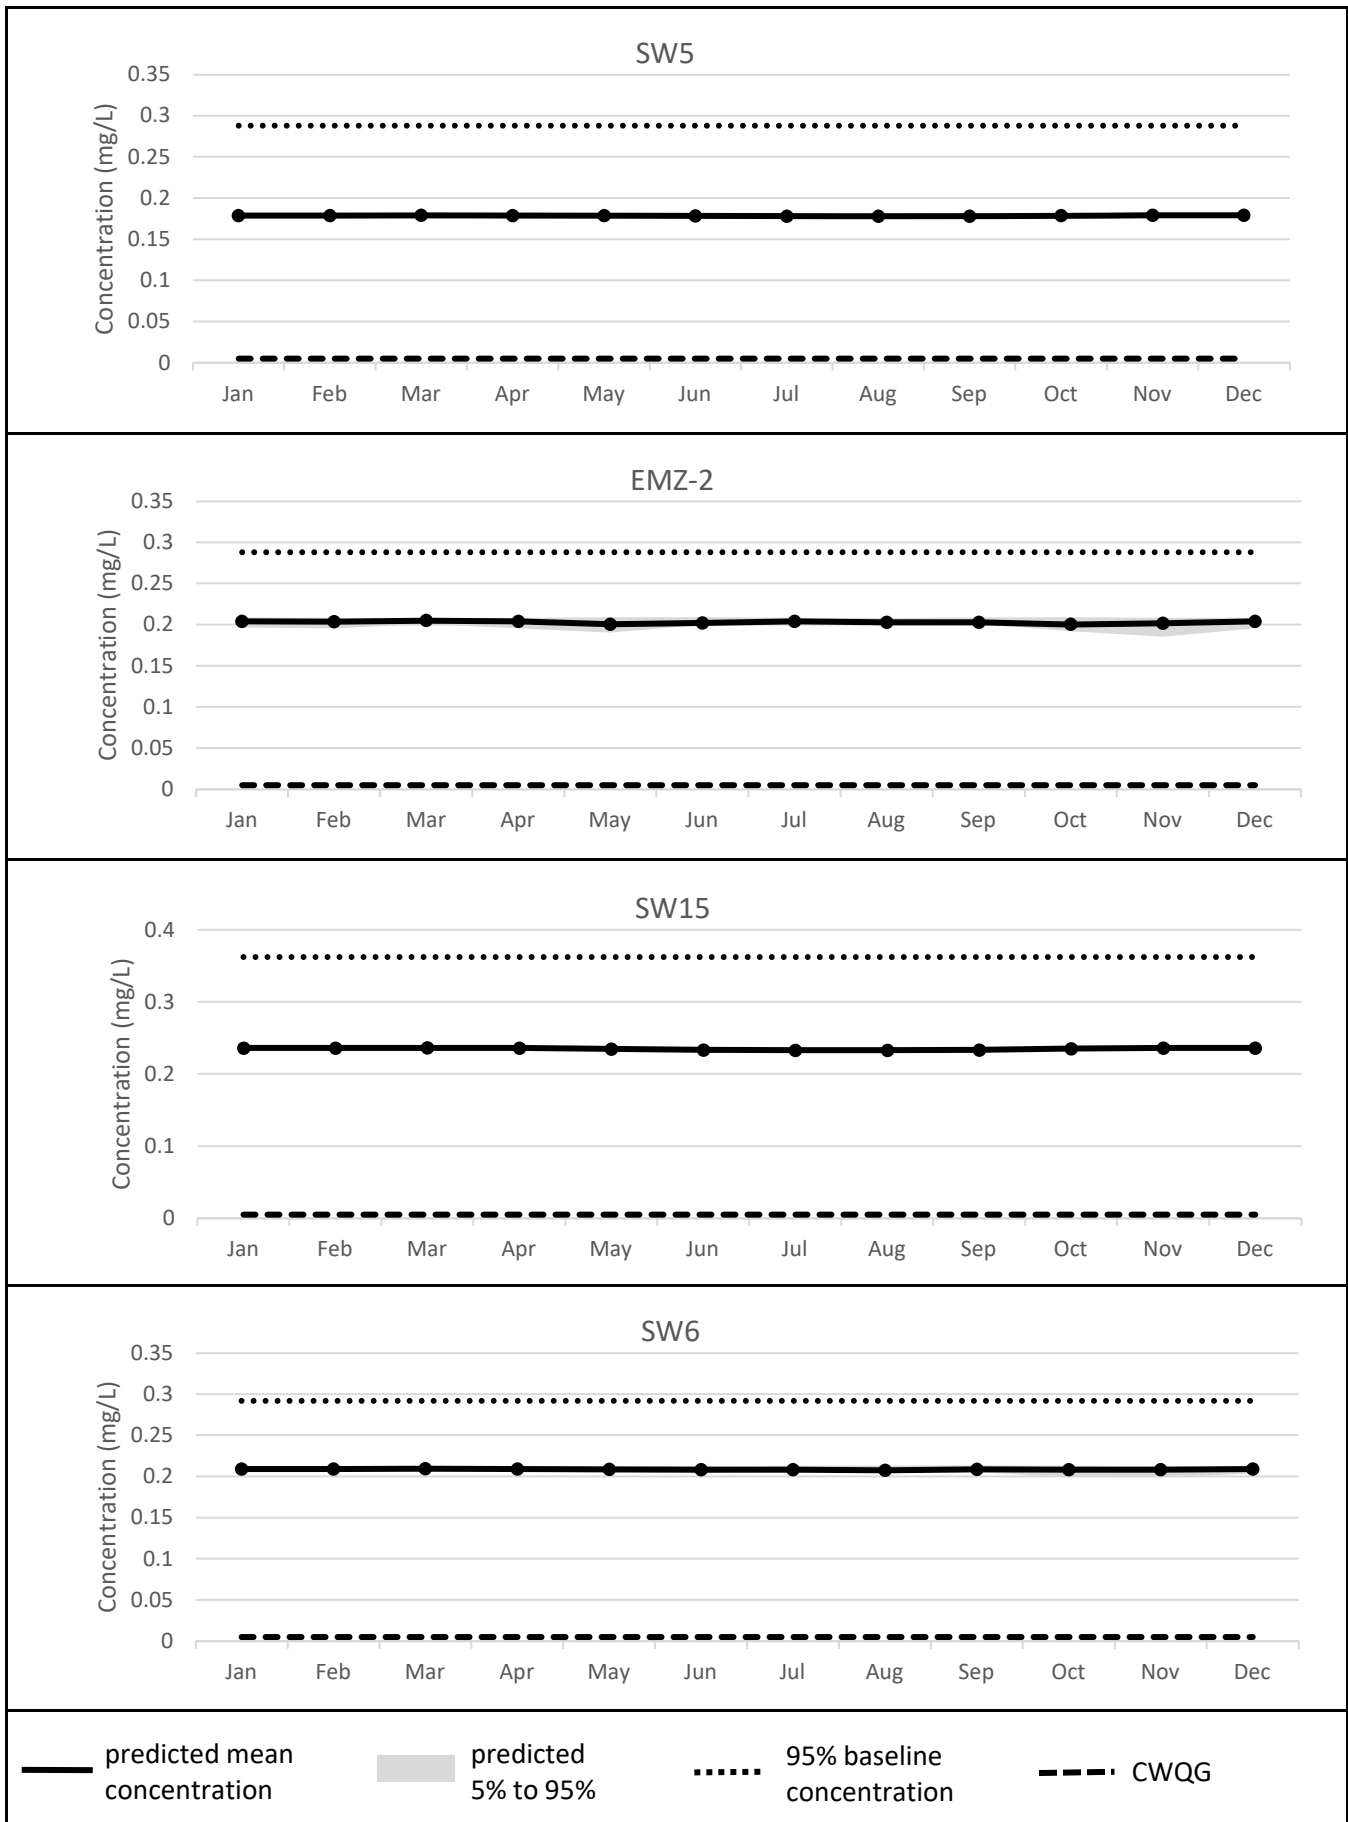 SW5
Concentration (mg/L)
0.35
0.3
0.25
0.2
0.15
0.1
0.05
0
Jan Feb Mar Apr May Jun Jul Aug Sep Oct Nov Dec
EMZ-2
Concentration (mg/L)
0.35
0.3
0.25
0.2
0.15
0.1
0.05
0
Jan Feb Mar Apr May Jun Jul Aug Sep Oct Nov Dec
SW15
Concentration (mg/L)
0.4
0.3
0.2
0.1
0
Jan Feb Mar Apr May Jun Jul Aug Sep Oct Nov Dec
SW6
Concentration (mg/L)
0.35
0.3
0.25
0.2
0.15
0.1
0.05
0
Jan Feb Mar Apr May Jun Jul Aug Sep Oct Nov Dec
predicted mean
concentration
predicted
5% to 95%
95% baseline
concentration
CWQG